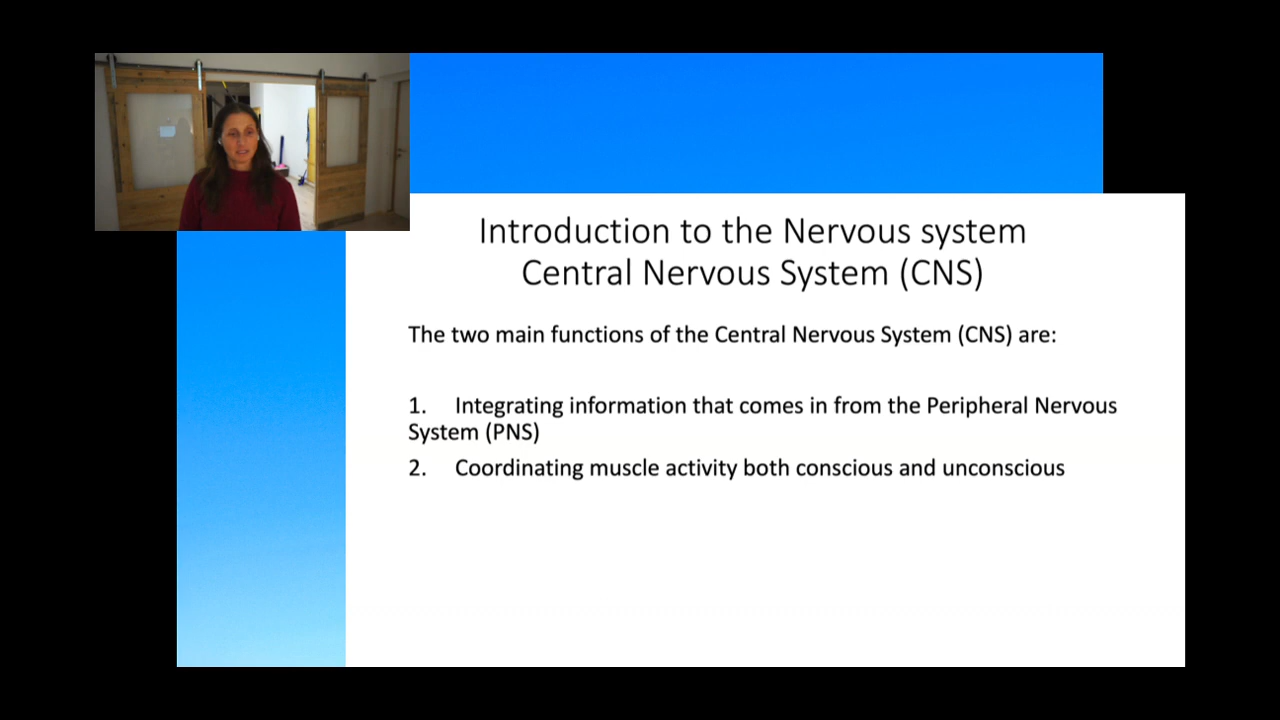 Introduction to the Nervous system
Central Nervous System (CNS)
The two main functions of the Central Nervous System (CNS) are:
1. Integrating information that comes in from the Peripheral Nervous
System (PNS)
2. Coordinating muscle activity both conscious and unconscious